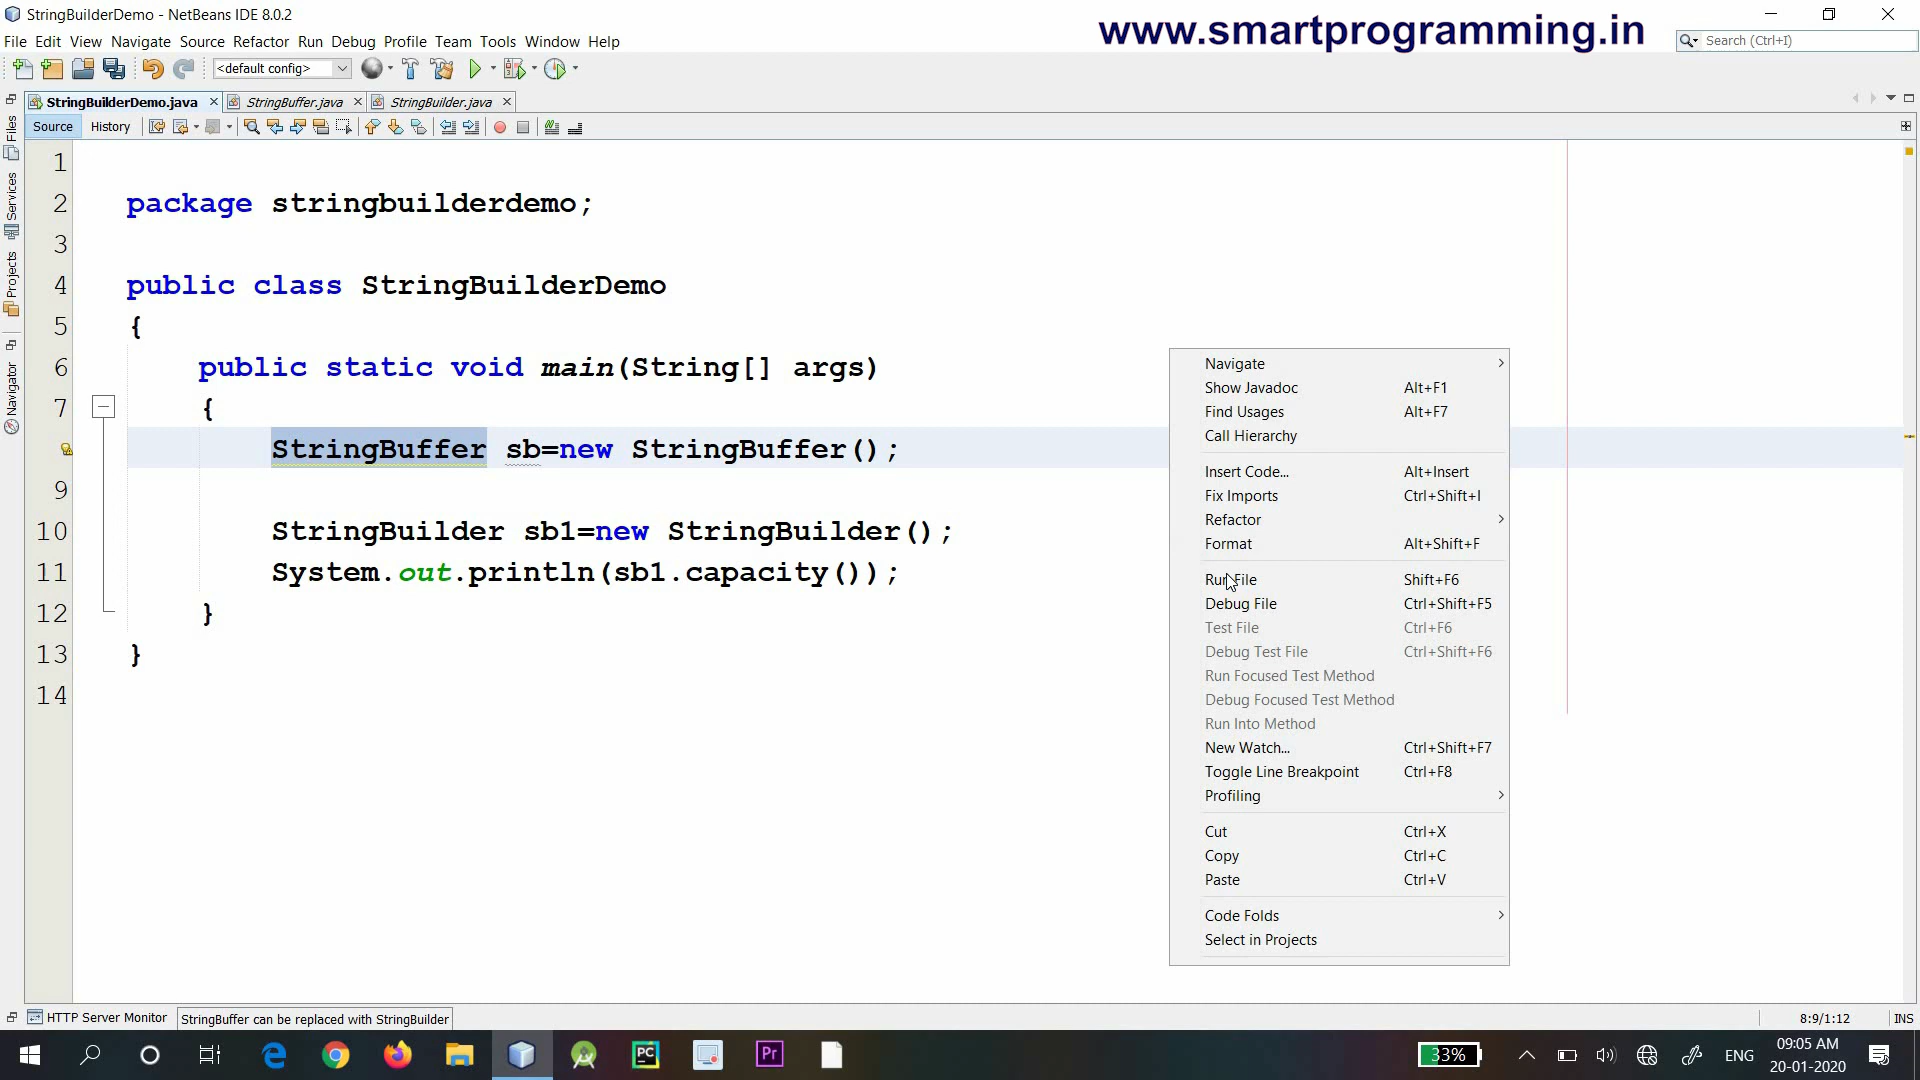 StringBuilderDemo - NetBeans IDE 8.0.2
www.smartprogramming.in
File Edit View Navigate Source Refactor Run Debug Profile Team Tools Window Help
Search (Ctrl+I)
<default config>
StringBuilderDemo.java StringBuffer.java StringBuilder.java
Source History
Files
Services
Projects
Navigator
1
2 package stringbuilderdemo;
3
4 public class StringBuilderDemo
5 {
6 public static void main(String[] args)
7 {
StringBuffer sb=new StringBuffer();
9
10 StringBuilder sb1=new StringBuilder();
11 System.out.println(sb1.capacity());
12 }
13 }
14
Navigate
Show Javadoc Alt+F1
Find Usages Alt+F7
Call Hierarchy
Insert Code... Alt+Insert
Fix Imports Ctrl+Shift+I
Refactor
Format Alt+Shift+F
Run File Shift+F6
Debug File Ctrl+Shift+F5
Test File Ctrl+F6
Debug Test File Ctrl+Shift+F6
Run Focused Test Method
Debug Focused Test Method
Run Into Method
New Watch... Ctrl+Shift+F7
Toggle Line Breakpoint Ctrl+F8
Profiling
Cut Ctrl+X
Copy Ctrl+C
Paste Ctrl+V
Code Folds
Select in Projects
HTTP Server Monitor StringBuffer can be replaced with StringBuilder 8:9/1:12 INS
PC
Pr
33%
ENG
09:05 AM
20-01-2020